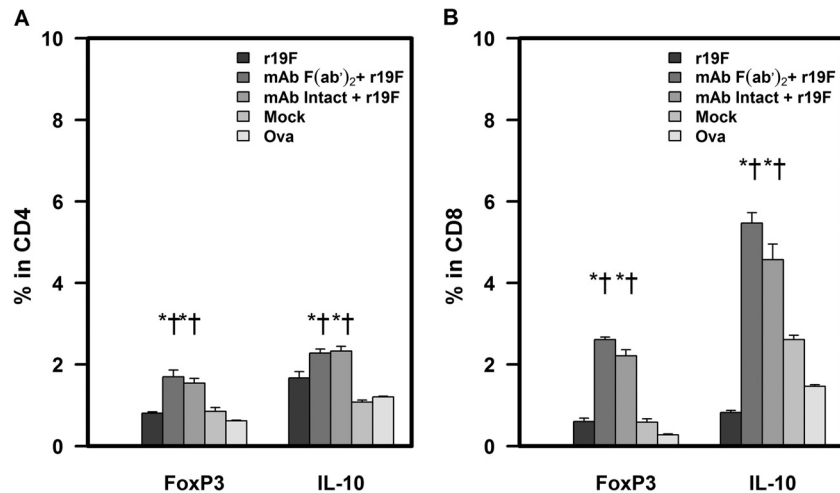 A
10
8
6
4
2
0
% in CD4
r19F
mAb F(ab')₂+ r19F
mAb Intact + r19F
Mock
Ova
*†*†
*† *†
FoxP3
IL-10
B
10
8
6
4
2
0
% in CD8
r19F
mAb F(ab')₂+ r19F
mAb Intact + r19F
Mock
Ova
*† *†
*†*†
FoxP3
IL-10